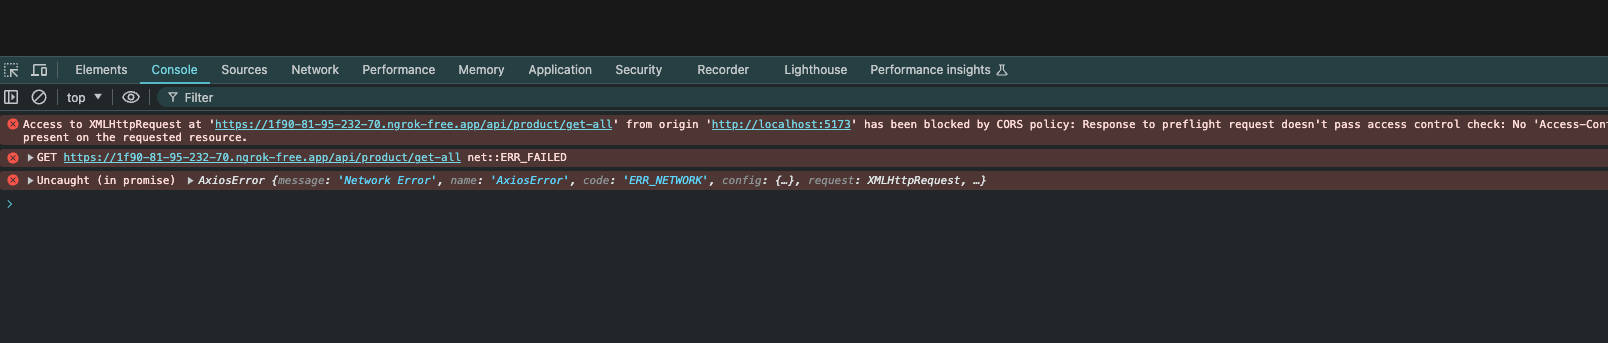 Elements Console Sources Network Performance Memory Application Security Recorder Lighthouse Performance insights
top Filter
Access to XMLHttpRequest at 'https://1f90-81-95-232-70.ngrok-free.app/api/product/get-all' from origin 'http://localhost:5173' has been blocked by CORS policy: Response to preflight request doesn't pass access control check: No 'Access-Cont
present on the requested resource.
GET https://1f90-81-95-232-70.ngrok-free.app/api/product/get-all net::ERR_FAILED
Uncaught (in promise) AxiosError {message: 'Network Error', name: 'AxiosError', code: 'ERR_NETWORK', config: {…}, request: XMLHttpRequest, …}